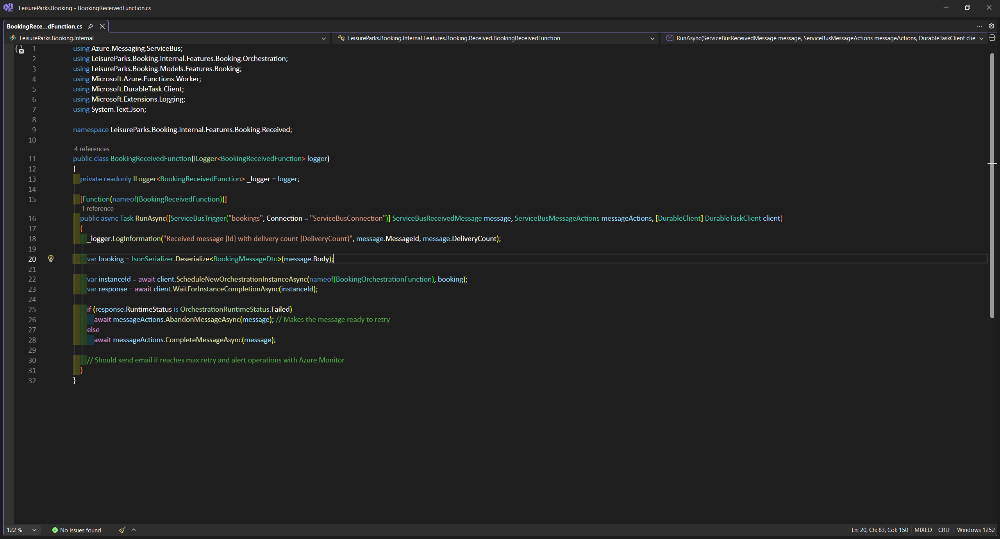 LeisureParks.Booking - BookingReceivedFunction.cs
BookingRece...dFunction.cs
LeisureParks.Booking.Internal
LeisureParks.Booking.Internal.Features.Booking.Received.BookingReceivedFunction
RunAsync(ServiceBusReceivedMessage message, ServiceBusMessageActions messageActions, DurableTaskClient clie
1 using Azure.Messaging.ServiceBus;
2 using LeisureParks.Booking.Internal.Features.Booking.Orchestration;
3 using LeisureParks.Booking.Models.Features.Booking;
4 using Microsoft.Azure.Functions.Worker;
5 using Microsoft.DurableTask.Client;
6 using Microsoft.Extensions.Logging;
7 using System.Text.Json;
8
9 namespace LeisureParks.Booking.Internal.Features.Booking.Received;
10
4 references
11 public class BookingReceivedFunction(ILogger<BookingReceivedFunction> logger)
12 {
13 private readonly ILogger<BookingReceivedFunction> _logger = logger;
14
15 [Function(nameof(BookingReceivedFunction))]
1 reference
16 public async Task RunAsync([ServiceBusTrigger("bookings", Connection = "ServiceBusConnection")] ServiceBusReceivedMessage message, ServiceBusMessageActions messageActions, [DurableClient] DurableTaskClient client)
17 {
18 _logger.LogInformation("Received message {Id} with delivery count {DeliveryCount}", message.MessageId, message.DeliveryCount);
19
20 var booking = JsonSerializer.Deserialize<BookingMessageDto>(message.Body);
21
22 var instanceId = await client.ScheduleNewOrchestrationInstanceAsync(nameof(BookingOrchestrationFunction), booking);
23 var response = await client.WaitForInstanceCompletionAsync(instanceId);
24
25 if (response.RuntimeStatus is OrchestrationRuntimeStatus.Failed)
26 await messageActions.AbandonMessageAsync(message); // Makes the message ready to retry
27 else
28 await messageActions.CompleteMessageAsync(message);
29
30 // Should send email if reaches max retry and alert operations with Azure Monitor
31 }
32 }
122 %
No issues found
Ln: 20, Ch: 83, Col: 150 MIXED CRLF Windows 1252